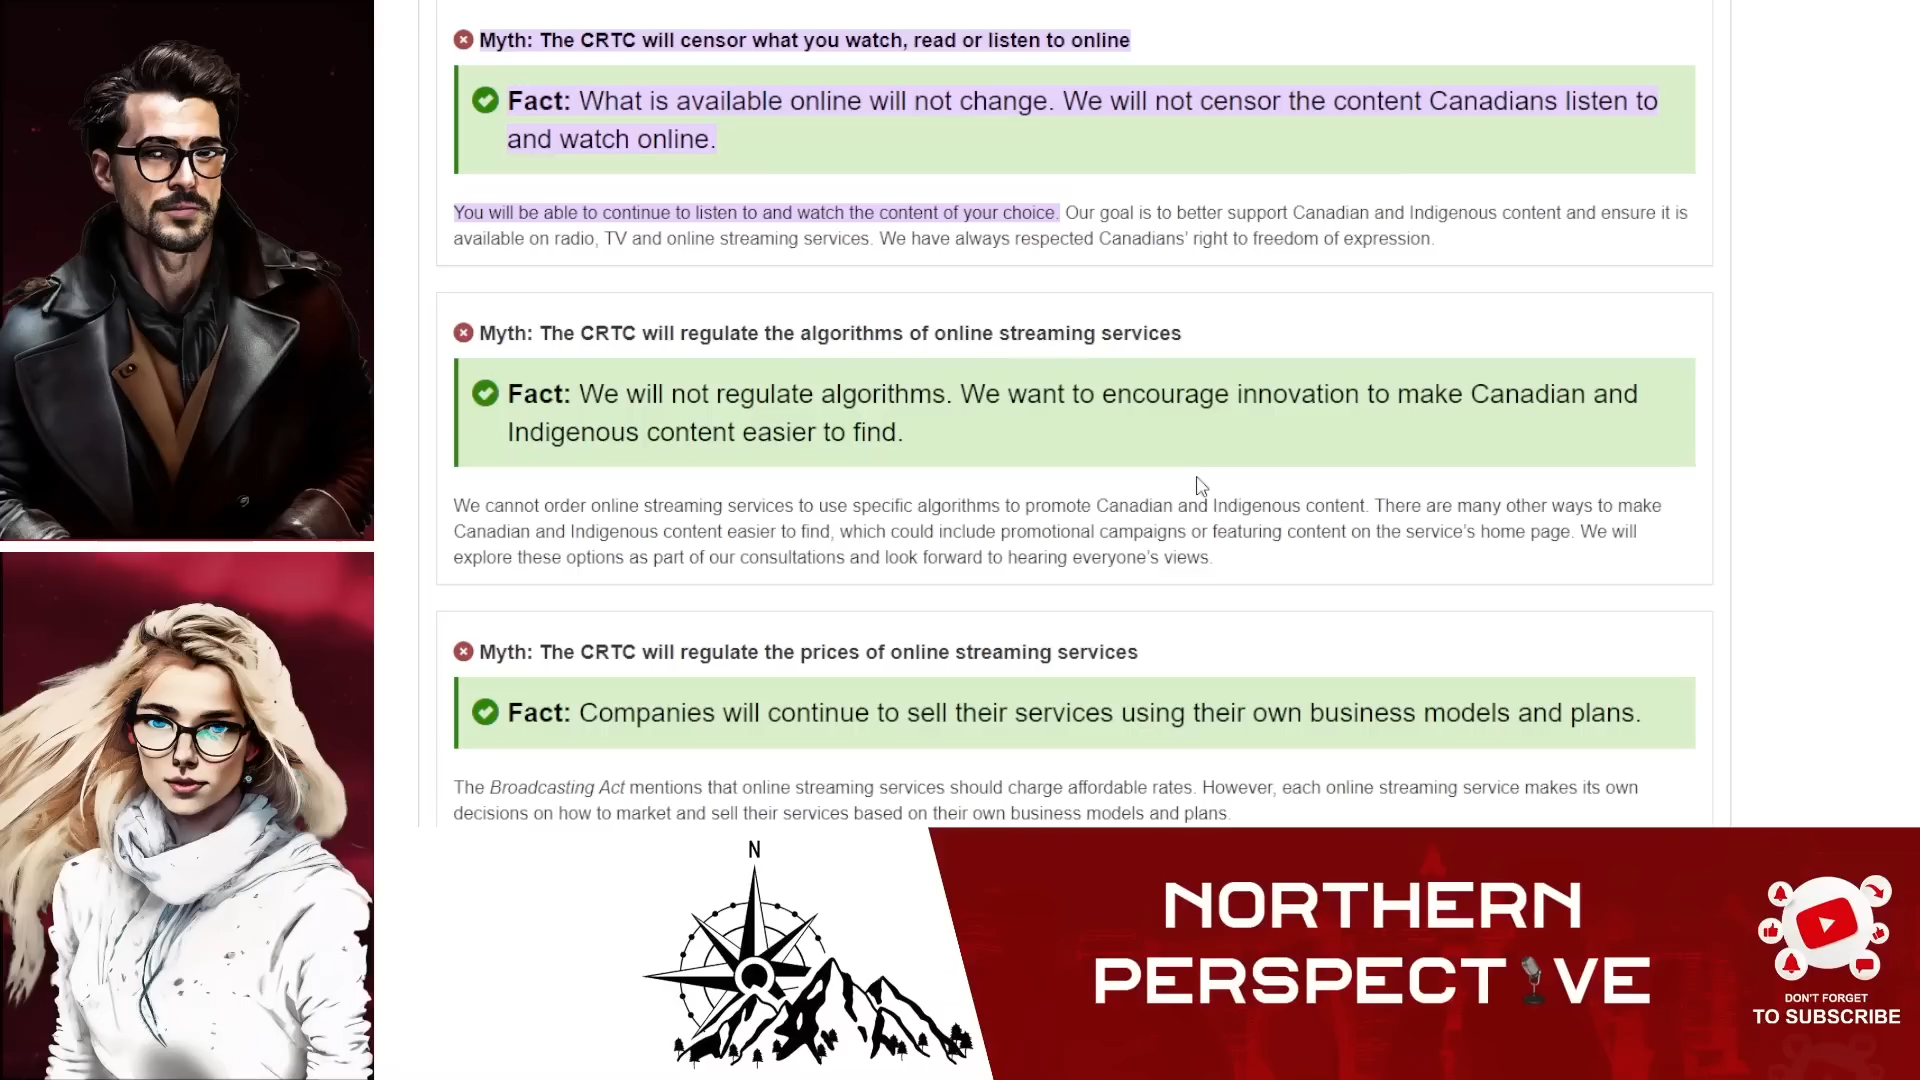 Myth: The CRTC will censor what you watch, read or listen to online
Fact: What is available online will not change. We will not censor the content Canadians listen to
and watch online.
You will be able to continue to listen to and watch the content of your choice. Our goal is to better support Canadian and Indigenous content and ensure it is
available on radio, TV and online streaming services. We have always respected Canadians' right to freedom of expression.
Myth: The CRTC will regulate the algorithms of online streaming services
Fact: We will not regulate algorithms. We want to encourage innovation to make Canadian and
Indigenous content easier to find.
We cannot order online streaming services to use specific algorithms to promote Canadian and Indigenous content. There are many other ways to make
Canadian and Indigenous content easier to find, which could include promotional campaigns or featuring content on the service's home page. We will
explore these options as part of our consultations and look forward to hearing everyone's views.
Myth: The CRTC will regulate the prices of online streaming services
Fact: Companies will continue to sell their services using their own business models and plans.
The Broadcasting Act mentions that online streaming services should charge affordable rates. However, each online streaming service makes its own
decisions on how to market and sell their services based on their own business models and plans.
N
NORTHERN
PERSPECTIVE
DON'T FORGET
TO SUBSCRIBE